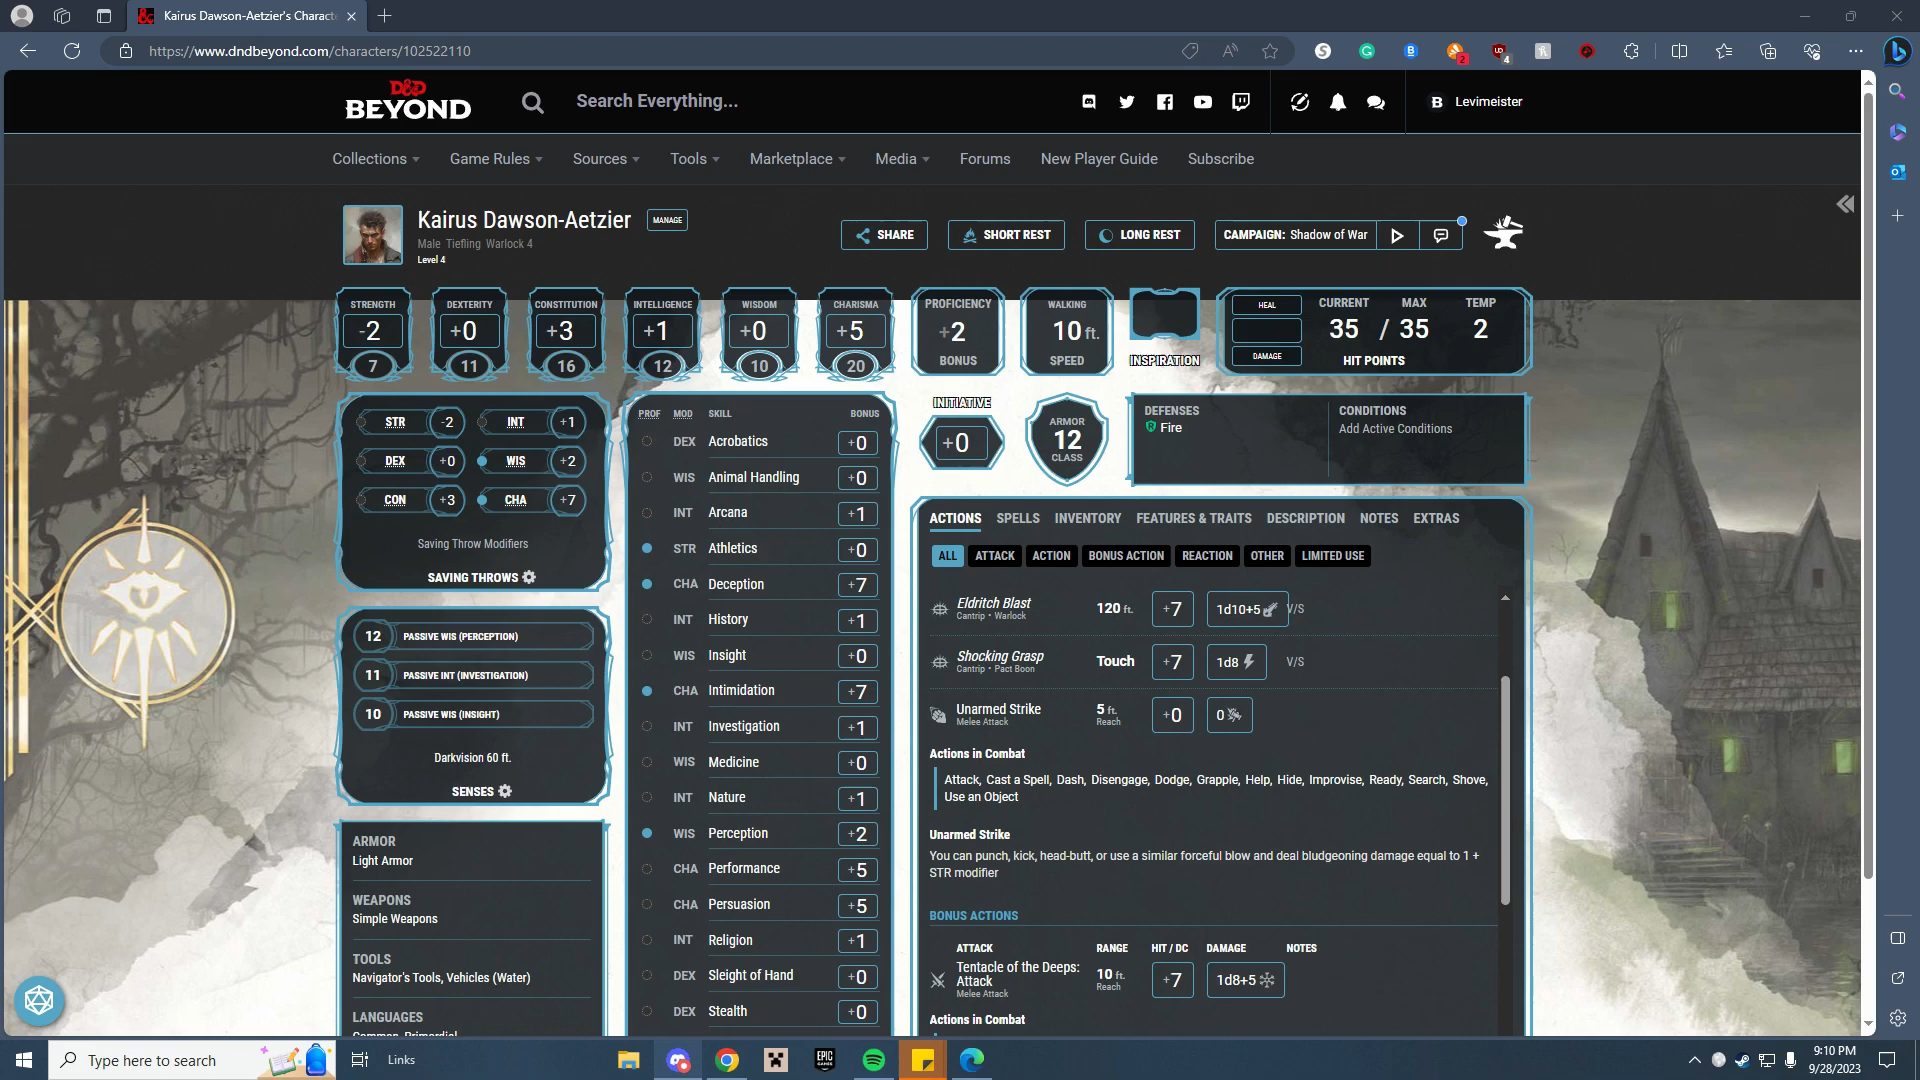 Kairus Dawson-Aetzier's Characte
https://www.dndbeyond.com/characters/102522110
2
4
D&D
BEYOND
Search Everything...
Levimeister
Collections
Game Rules
Sources
Tools
Marketplace
Media
Forums
New Player Guide
Subscribe
Kairus Dawson-Aetzier
MANAGE
Male Tiefling Warlock 4
Level 4
SHARE
SHORT REST
LONG REST
CAMPAIGN: Shadow of War
STRENGTH
-2
7
DEXTERITY
+0
11
CONSTITUTION
+3
16
INTELLIGENCE
+1
12
WISDOM
+0
10
CHARISMA
+5
20
PROFICIENCY
+2
BONUS
WALKING
10 ft.
SPEED
INSPIRATION
HEAL
DAMAGE
CURRENT MAX TEMP
35 / 35 2
HIT POINTS
STR -2
INT +1
DEX +0
WIS +2
CON +3
CHA +7
Saving Throw Modifiers
SAVING THROWS
12 PASSIVE WIS (PERCEPTION)
11 PASSIVE INT (INVESTIGATION)
10 PASSIVE WIS (INSIGHT)
Darkvision 60 ft.
SENSES
ARMOR
Light Armor
WEAPONS
Simple Weapons
TOOLS
Navigator's Tools, Vehicles (Water)
LANGUAGES
Common, Primordial
PROF MOD SKILL BONUS
DEX Acrobatics +0
WIS Animal Handling +0
INT Arcana +1
STR Athletics +0
CHA Deception +7
INT History +1
WIS Insight +0
CHA Intimidation +7
INT Investigation +1
WIS Medicine +0
INT Nature +1
WIS Perception +2
CHA Performance +5
CHA Persuasion +5
INT Religion +1
DEX Sleight of Hand +0
DEX Stealth +0
INITIATIVE
+0
ARMOR
12
CLASS
DEFENSES
Fire
CONDITIONS
Add Active Conditions
ACTIONS SPELLS INVENTORY FEATURES & TRAITS DESCRIPTION NOTES EXTRAS
ALL ATTACK ACTION BONUS ACTION REACTION OTHER LIMITED USE
Eldritch Blast 120 ft. +7 1d10+5 V/S
Cantrip • Warlock
Shocking Grasp Touch +7 1d8 V/S
Cantrip • Pact Boon
Unarmed Strike 5 ft. +0 0
Melee Attack Reach
Actions in Combat
Attack, Cast a Spell, Dash, Disengage, Dodge, Grapple, Help, Hide, Improvise, Ready, Search, Shove,
Use an Object
Unarmed Strike
You can punch, kick, head-butt, or use a similar forceful blow and deal bludgeoning damage equal to 1 +
STR modifier
BONUS ACTIONS
ATTACK RANGE HIT / DC DAMAGE NOTES
Tentacle of the Deeps:
Attack 10 ft. +7 1d8+5
Melee Attack Reach
Actions in Combat
Type here to search
Links
EPIC
GAMES
9:10 PM
9/28/2023